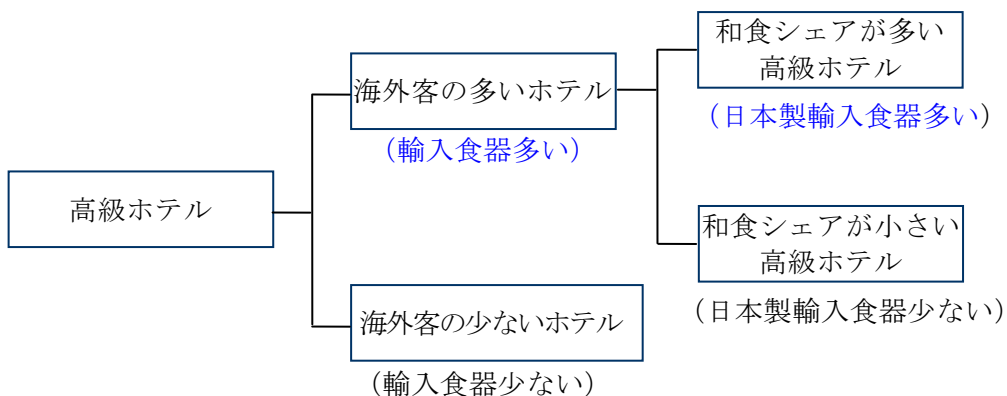 高級ホテル
海外客の多いホテル
（輸入食器多い）
和食シェアが多い
高級ホテル
（日本製輸入食器多い）
和食シェアが小さい
高級ホテル
（日本製輸入食器少ない）
海外客の少ないホテル
（輸入食器少ない）